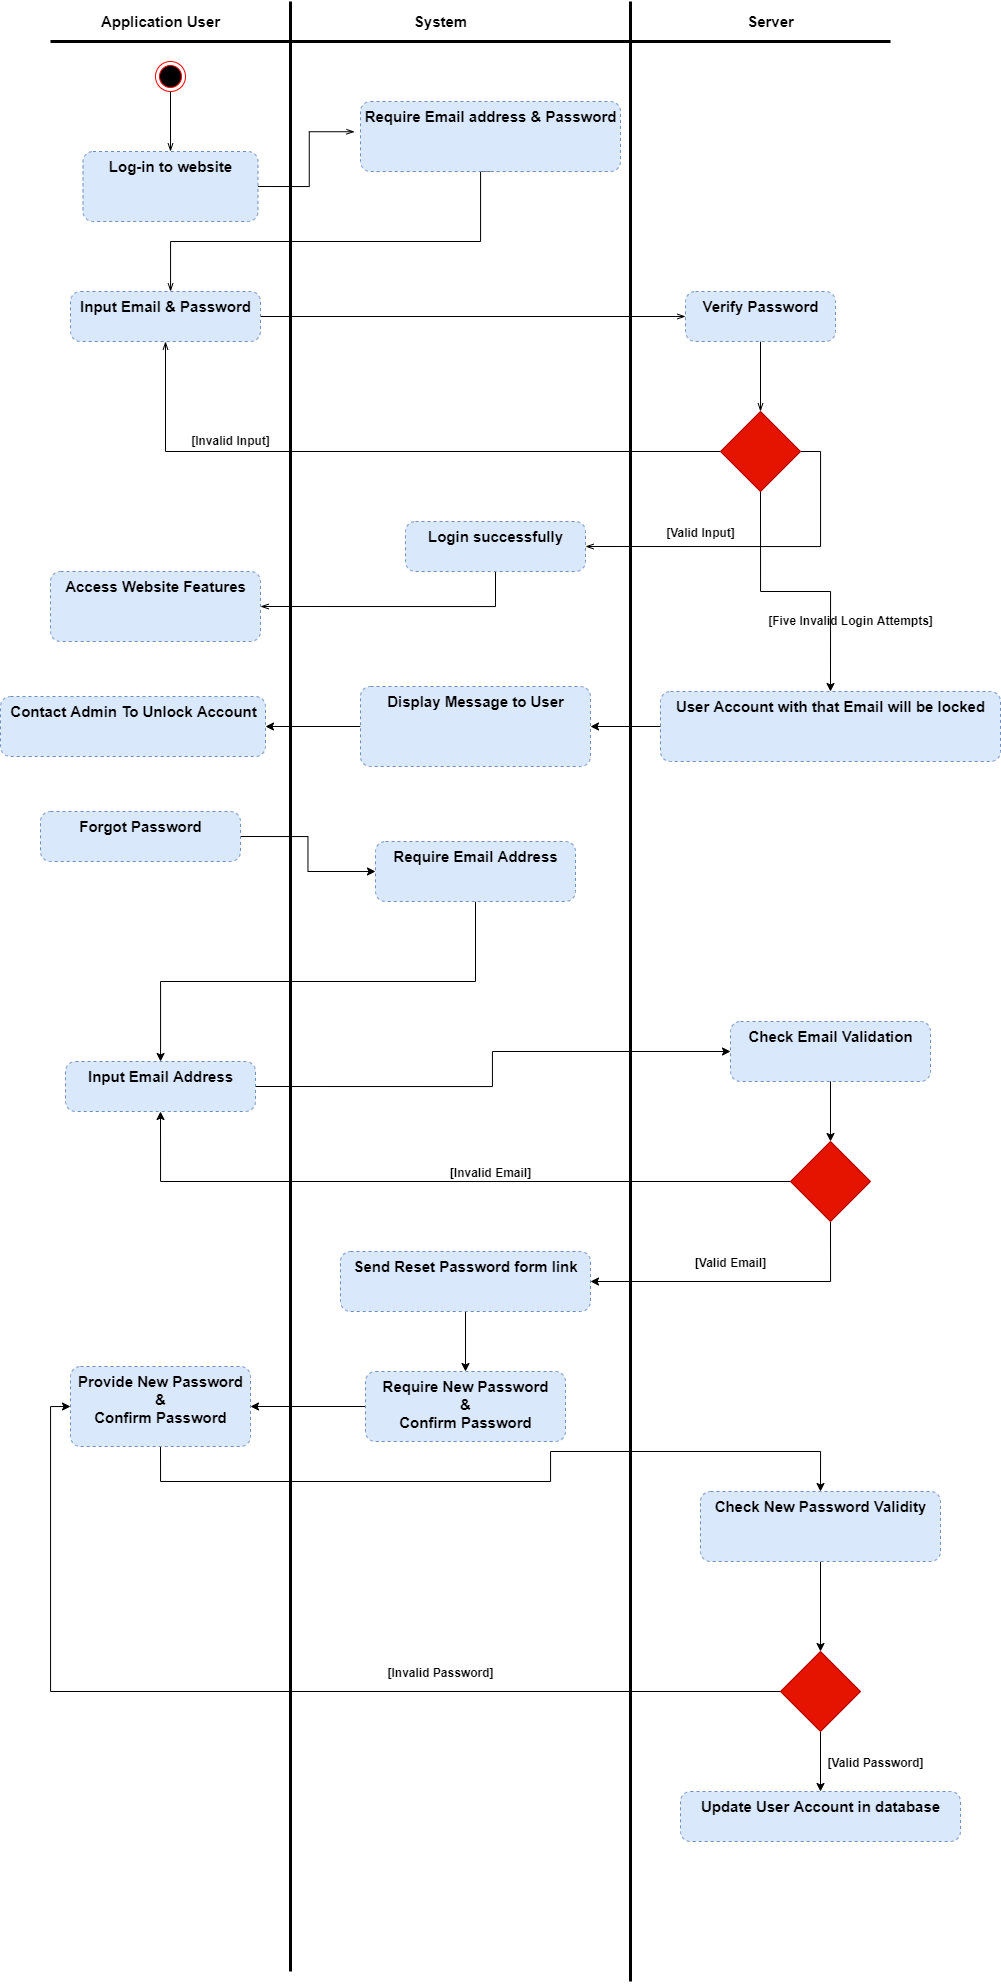 Application User
System
Server
Require Email address & Password
Log-in to website
Input Email & Password
Verify Password
[Invalid Input]
[Valid Input]
Login successfully
Access Website Features
[Five Invalid Login Attempts]
Display Message to User
User Account with that Email will be locked
Contact Admin To Unlock Account
Forgot Password
Require Email Address
Check Email Validation
Input Email Address
[Invalid Email]
[Valid Email]
Send Reset Password form link
Provide New Password
&
Confirm Password
Require New Password
&
Confirm Password
Check New Password Validity
[Invalid Password]
[Valid Password]
Update User Account in database